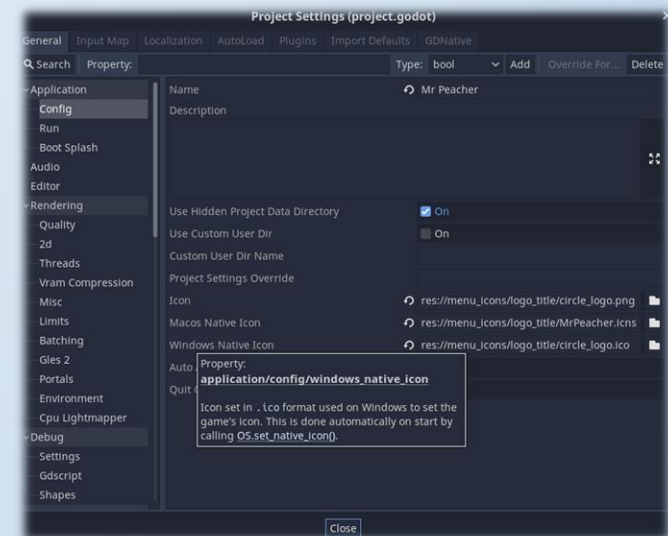 Project Settings (project.godot)
General Input Map Localization AutoLoad Plugins Import Defaults GDNative
Search Property: Type: bool Add Override For... Delete
Application
Config
Run
Boot Splash
Audio
Editor
Rendering
Quality
2d
Threads
Vram Compression
Misc
Limits
Batching
Gles 2
Portals
Environment
Cpu Lightmapper
Debug
Settings
Gdscript
Shapes
Name Mr Peacher
Description
Use Hidden Project Data Directory On
Use Custom User Dir On
Custom User Dir Name
Project Settings Override
Icon res://menu_icons/logo_title/circle_logo.png
Macos Native Icon res://menu_icons/logo_title/MrPeacher.icns
Windows Native Icon res://menu_icons/logo_title/circle_logo.ico
Auto
Quit
Property:
application/config/windows_native_icon
Icon set in .ico format used on Windows to set the
game's icon. This is done automatically on start by
calling OS.set_native_icon().
Close